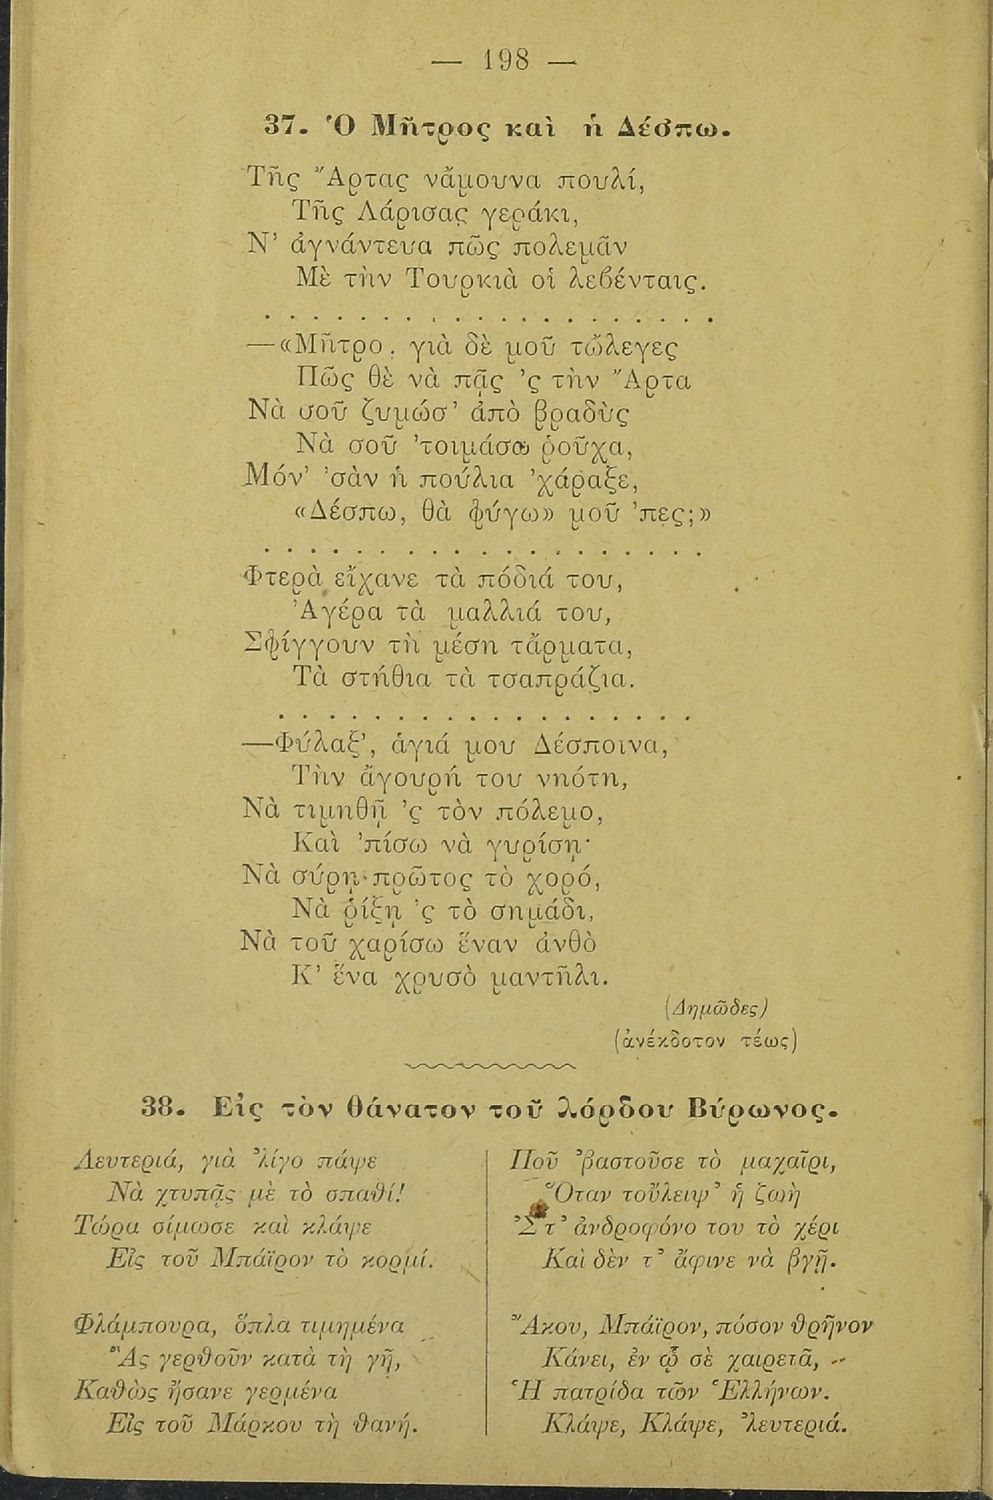 — 198 —
37. Ὁ Μῆτρος καὶ ἡ Δέσπω.
Τῆς Ἄρτας νἄμουνα πουλί,
Τῆς Λάρισας γεράκι,
Ν' ἀγνάντευα πῶς πολεμᾶν
Μὲ τὴν Τουρκιὰ οἱ λεβένταις.
. . . . . . . . . . . . . . . . . . . .
—«Μῆτρο, γιὰ δὲ μοῦ τὤλεγες
Πῶς θὲ νὰ πᾷς 'ς τὴν Ἄρτα
Νὰ σοῦ ζυμώσ' ἀπὸ βραδὺς
Νὰ σοῦ 'τοιμάσω ῥοῦχα,
Μόν' 'σὰν ἡ πούλια 'χάραξε,
«Δέσπω, θὰ φύγω» μοῦ 'πες;»
. . . . . . . . . . . . . . . . . . . .
Φτερὰ εἴχανε τὰ πόδιά του,
Ἀγέρα τὰ μαλλιά του,
Σφίγγουν τὴ μέση τἄρματα,
Τὰ στήθια τὰ τσαπράζια.
. . . . . . . . . . . . . . . . . .
—Φύλαξ', ἁγιά μου Δέσποινα,
Τὴν ἄγουρή του νηότη,
Νὰ τιμηθῇ 'ς τὸν πόλεμο,
Καὶ 'πίσω νὰ γυρίσῃ·
Νὰ σύρῃ πρῶτος τὸ χορό,
Νὰ ῥίξῃ 'ς τὸ σημάδι,
Νὰ τοῦ χαρίσω ἕναν ἀνθὸ
Κ' ἕνα χρυσὸ μαντῆλι.
(Δημῶδες)
(ἀνέκδοτον τέως)
38. Εἰς τὸν θάνατον τοῦ λόρδου Βύρωνος.
Λευτεριά, γιὰ 'λίγο πάψε
Νὰ χτυπᾷς μὲ τὸ σπαθί!
Τώρα σίμωσε καὶ κλάψε
Εἰς τοῦ Μπάϊρον τὸ κορμί.
Φλάμπουρα, ὅπλα τιμημένα
Ἂς γερθοῦν κατὰ τὴ γῆ,
Καθὼς ἤσανε γερμένα
Εἰς τοῦ Μάρκου τὴ θανή.
Ποῦ 'βαστοῦσε τὸ μαχαῖρι,
Ὅταν τοὔλειψ' ἡ ζωὴ
'Σ τ' ἀνδροφόνο του τὸ χέρι
Καὶ δὲν τ' ἄφινε νὰ βγῇ.
Ἄκου, Μπάϊρον, πόσον θρῆνον
Κάνει, ἐν ᾧ σὲ χαιρετᾶ,
Ἡ πατρίδα τῶν Ἑλλήνων.
Κλάψε, Κλάψε, 'λευτεριά.